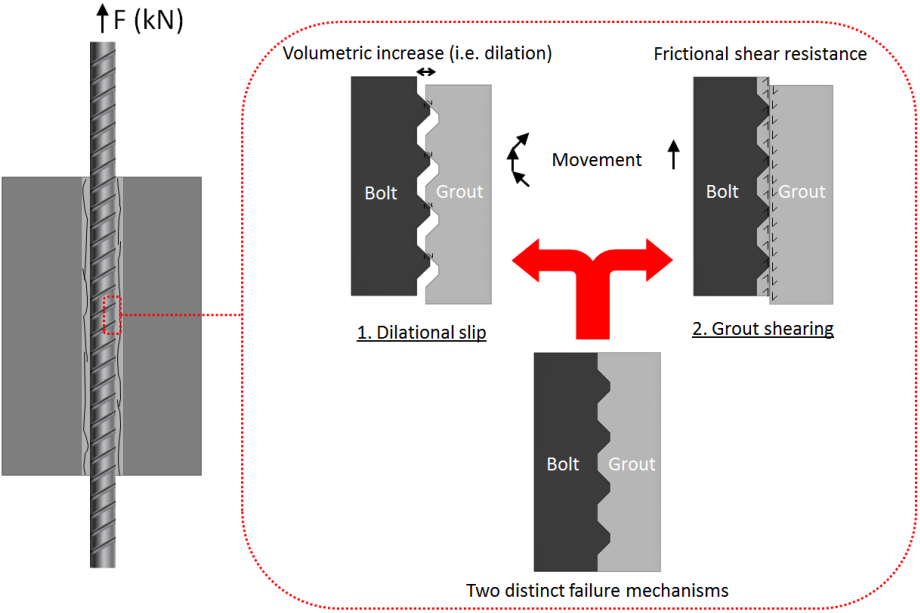 F (kN)
Volumetric increase (i.e. dilation)
Frictional shear resistance
Bolt
Grout
Movement
Bolt
Grout
1. Dilational slip
2. Grout shearing
Bolt
Grout
Two distinct failure mechanisms